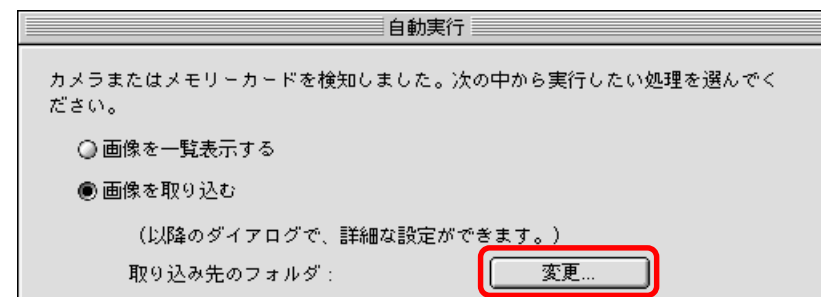 自動実行
カメラまたはメモリーカードを検知しました。次の中から実行したい処理を選んでく
ださい。
画像を一覧表示する
画像を取り込む
（以降のダイアログで、詳細な設定ができます。）
取り込み先のフォルダ： 変更...